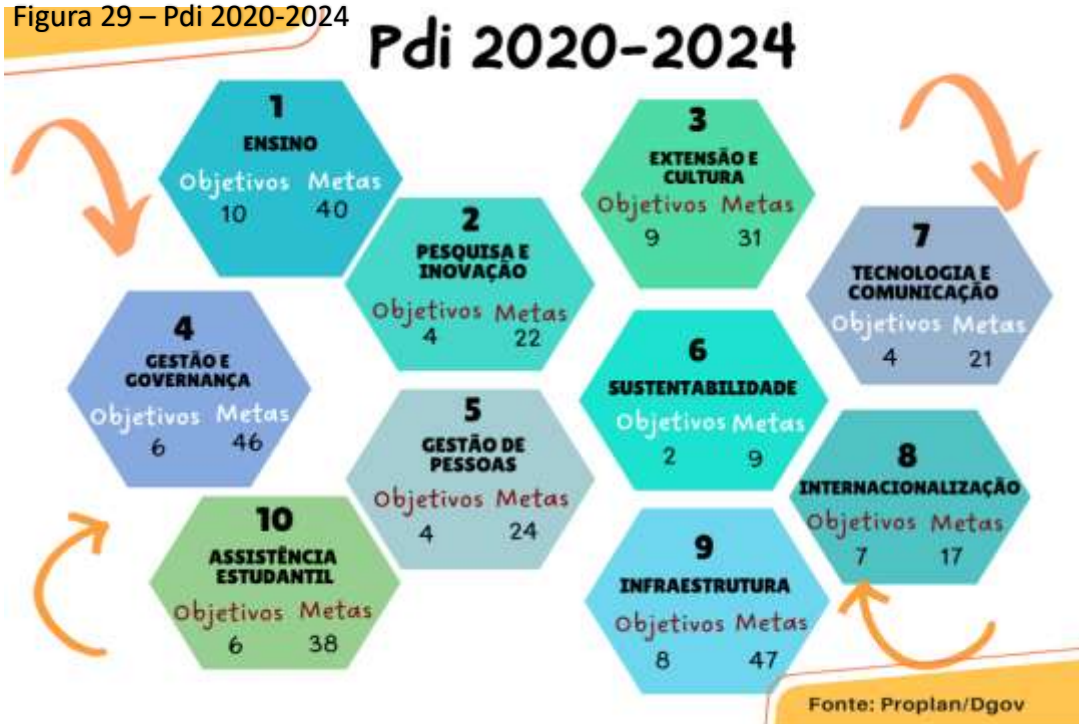 Figura 29 – Pdi 2020-2024
Pdi 2020-2024
1
ENSINO
Objetivos Metas
10 40
2
PESQUISA E
INOVAÇÃO
Objetivos Metas
4 22
3
EXTENSÃO E
CULTURA
Objetivos Metas
9 31
4
GESTÃO E
GOVERNANÇA
Objetivos Metas
6 46
5
GESTÃO DE
PESSOAS
Objetivos Metas
4 24
6
SUSTENTABILIDADE
Objetivos Metas
2 9
7
TECNOLOGIA E
COMUNICAÇÃO
Objetivos Metas
4 21
8
INTERNACIONALIZAÇÃO
Objetivos Metas
7 17
9
INFRAESTRUTURA
Objetivos Metas
8 47
10
ASSISTÊNCIA
ESTUDANTIL
Objetivos Metas
6 38
Fonte: Proplan/Dgov